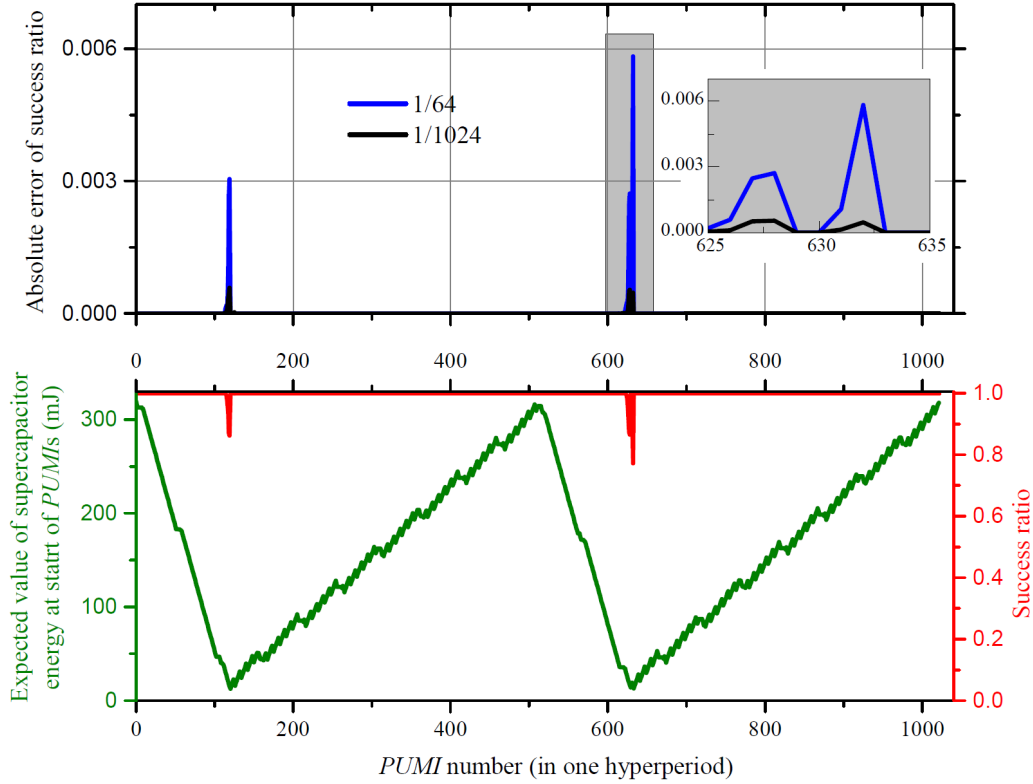 Absolute error of success ratio
0.006
0.003
0.000
1/64
1/1024
0.006
0.003
0.000
625 630 635
0 200 400 600 800 1000
Expected value of supercapacitor
energy at statrt of PUMIs (mJ)
300
200
100
0
1.0
0.8
0.6
0.4
0.2
0.0
Success ratio
0 200 400 600 800 1000
PUMI number (in one hyperperiod)